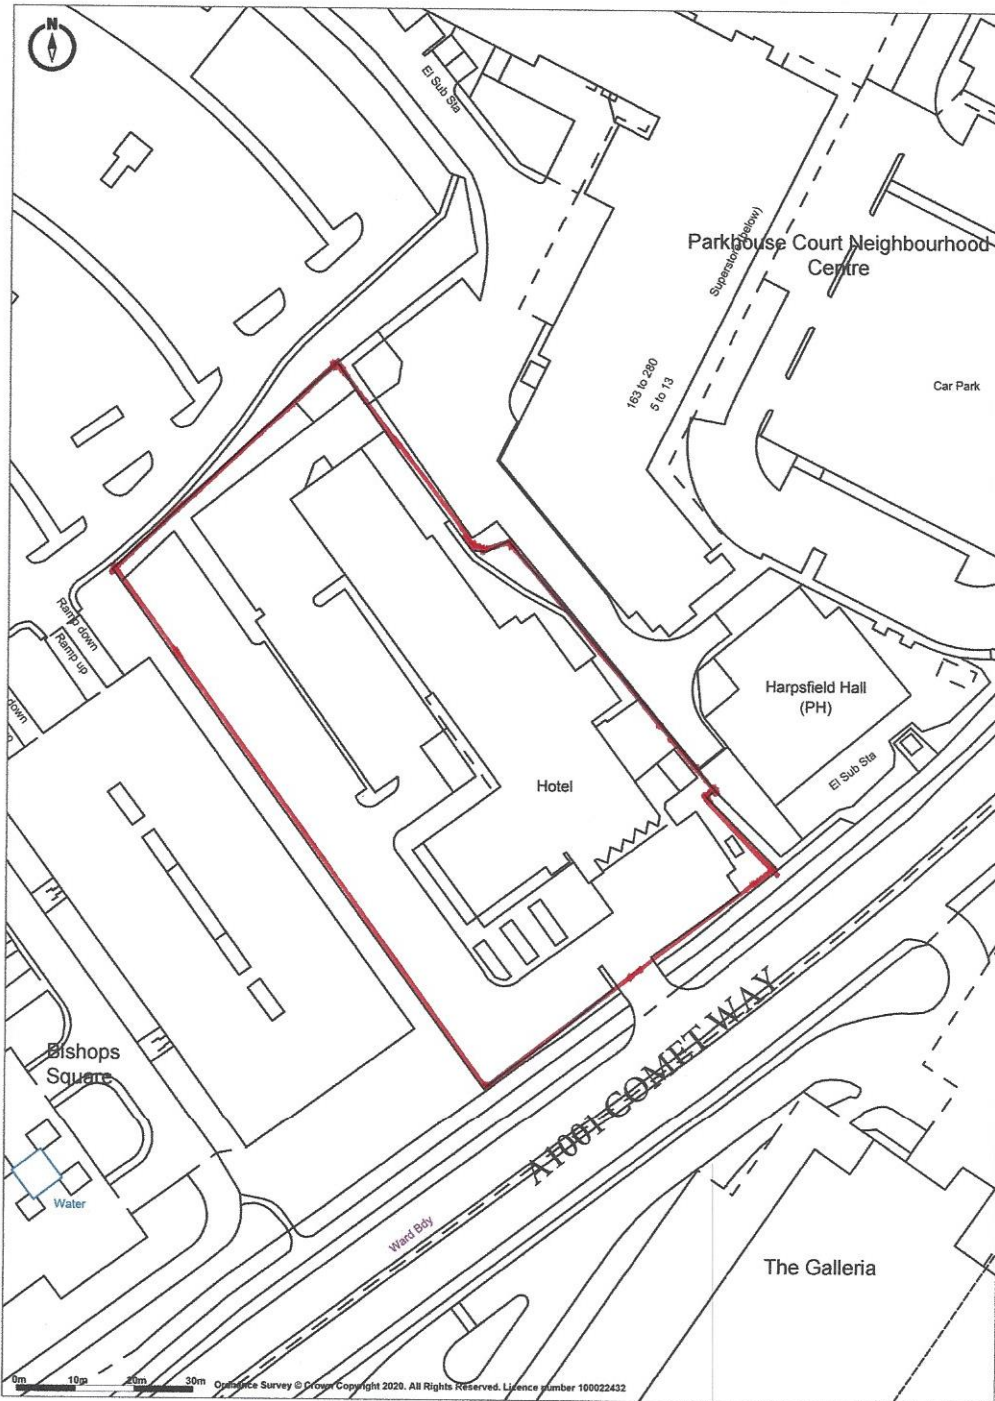 N
El Sub Sta
Superstore (below)
Parkhouse Court Neighbourhood
Centre
163 to 280
5 to 13
Car Park
Ramp down
Ramp up
down
Harpsfield Hall
(PH)
El Sub Sta
Hotel
A1001 COMET WAY
Bishops
Square
Water
Ward Bdy
The Galleria
0m 10m 20m 30m
Ordnance Survey © Crown Copyright 2020. All Rights Reserved. Licence number 100022432